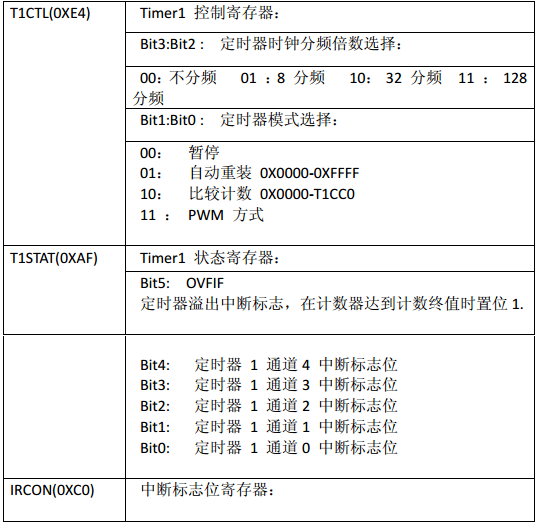 T1CTL(0XE4) Timer1 控制寄存器：
Bit3:Bit2： 定时器时钟分频倍数选择：
00：不分频 01 ：8 分频 10： 32 分频 11 ： 128
分频
Bit1:Bit0： 定时器模式选择：
00： 暂停
01： 自动重装 0X0000-0XFFFF
10： 比较计数 0X0000-T1CC0
11 ： PWM 方式
T1STAT(0XAF) Timer1 状态寄存器：
Bit5: OVFIF
定时器溢出中断标志，在计数器达到计数终值时置位 1.
Bit4: 定时器 1 通道 4 中断标志位
Bit3: 定时器 1 通道 3 中断标志位
Bit2: 定时器 1 通道 2 中断标志位
Bit1: 定时器 1 通道 1 中断标志位
Bit0: 定时器 1 通道 0 中断标志位
IRCON(0XC0) 中断标志位寄存器：